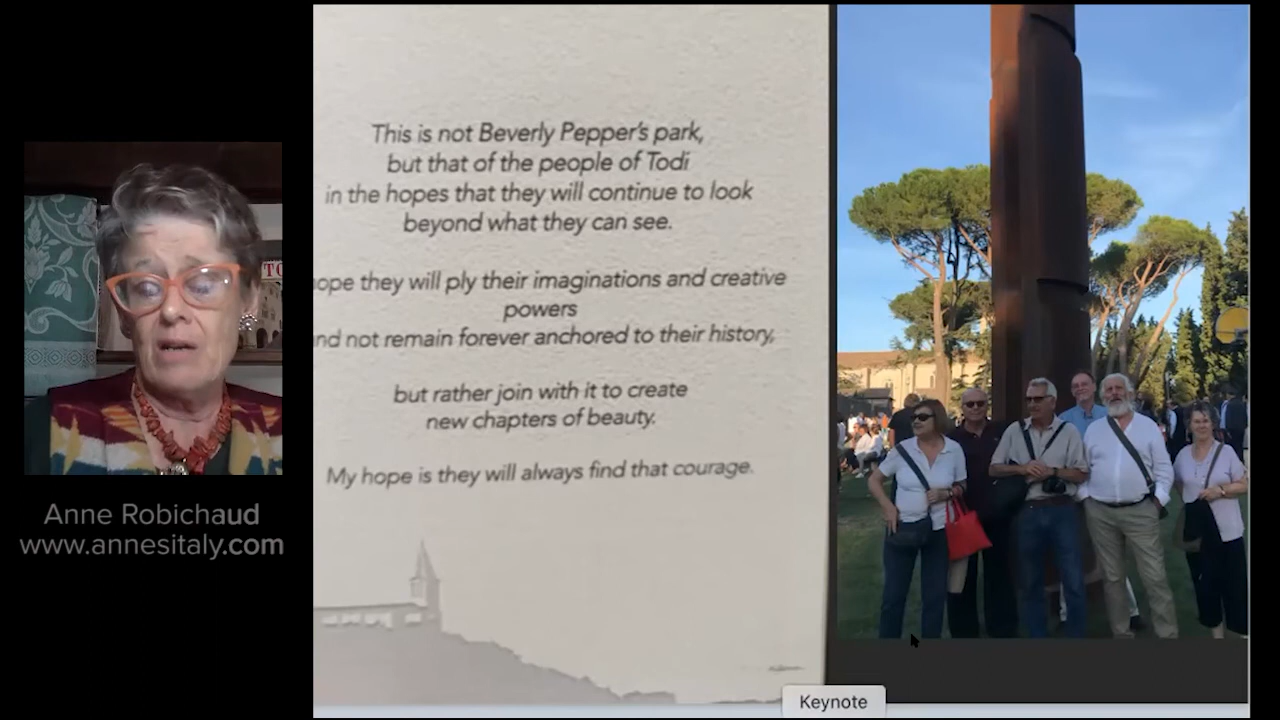 TO
Anne Robichaud
www.annesitaly.com
This is not Beverly Pepper's park,
but that of the people of Todi
in the hopes that they will continue to look
beyond what they can see.
ope they will ply their imaginations and creative
powers
nd not remain forever anchored to their history,
but rather join with it to create
new chapters of beauty.
My hope is they will always find that courage.
Keynote